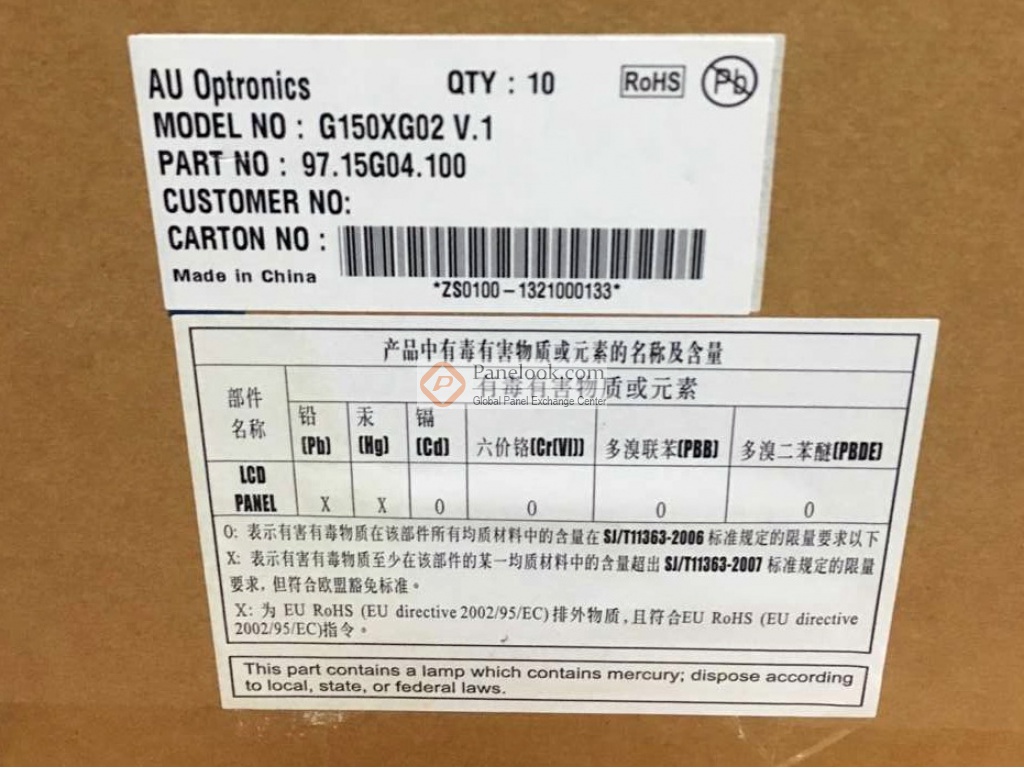 AU Optronics
QTY : 10
RoHS
Pb
MODEL NO : G150XG02 V.1
PART NO : 97.15G04.100
CUSTOMER NO:
CARTON NO :
*ZS0100-1321000133*
Made in China
产品中有毒有害物质或元素的名称及含量
部件
名称
有毒有害物质或元素
P
Panelook.com
Global Panel Exchange Center
铅
(Pb)
汞
(Hg)
镉
(Cd)
六价铬(Cr(VI))
多溴联苯(PBB)
多溴二苯醚(PBDE)
LCD
PANEL
X X 0 0 0 0
0: 表示有害有毒物质在该部件所有均质材料中的含量在 SJ/T11363-2006 标准规定的限量要求以下
X: 表示有害有毒物质至少在该部件的某一均质材料中的含量超出 SJ/T11363-2007 标准规定的限量
要求, 但符合欧盟豁免标准。
X: 为 EU RoHS (EU directive 2002/95/EC) 排外物质, 且符合EU RoHS (EU directive
2002/95/EC)指令。
This part contains a lamp which contains mercury; dispose according
to local, state, or federal laws.